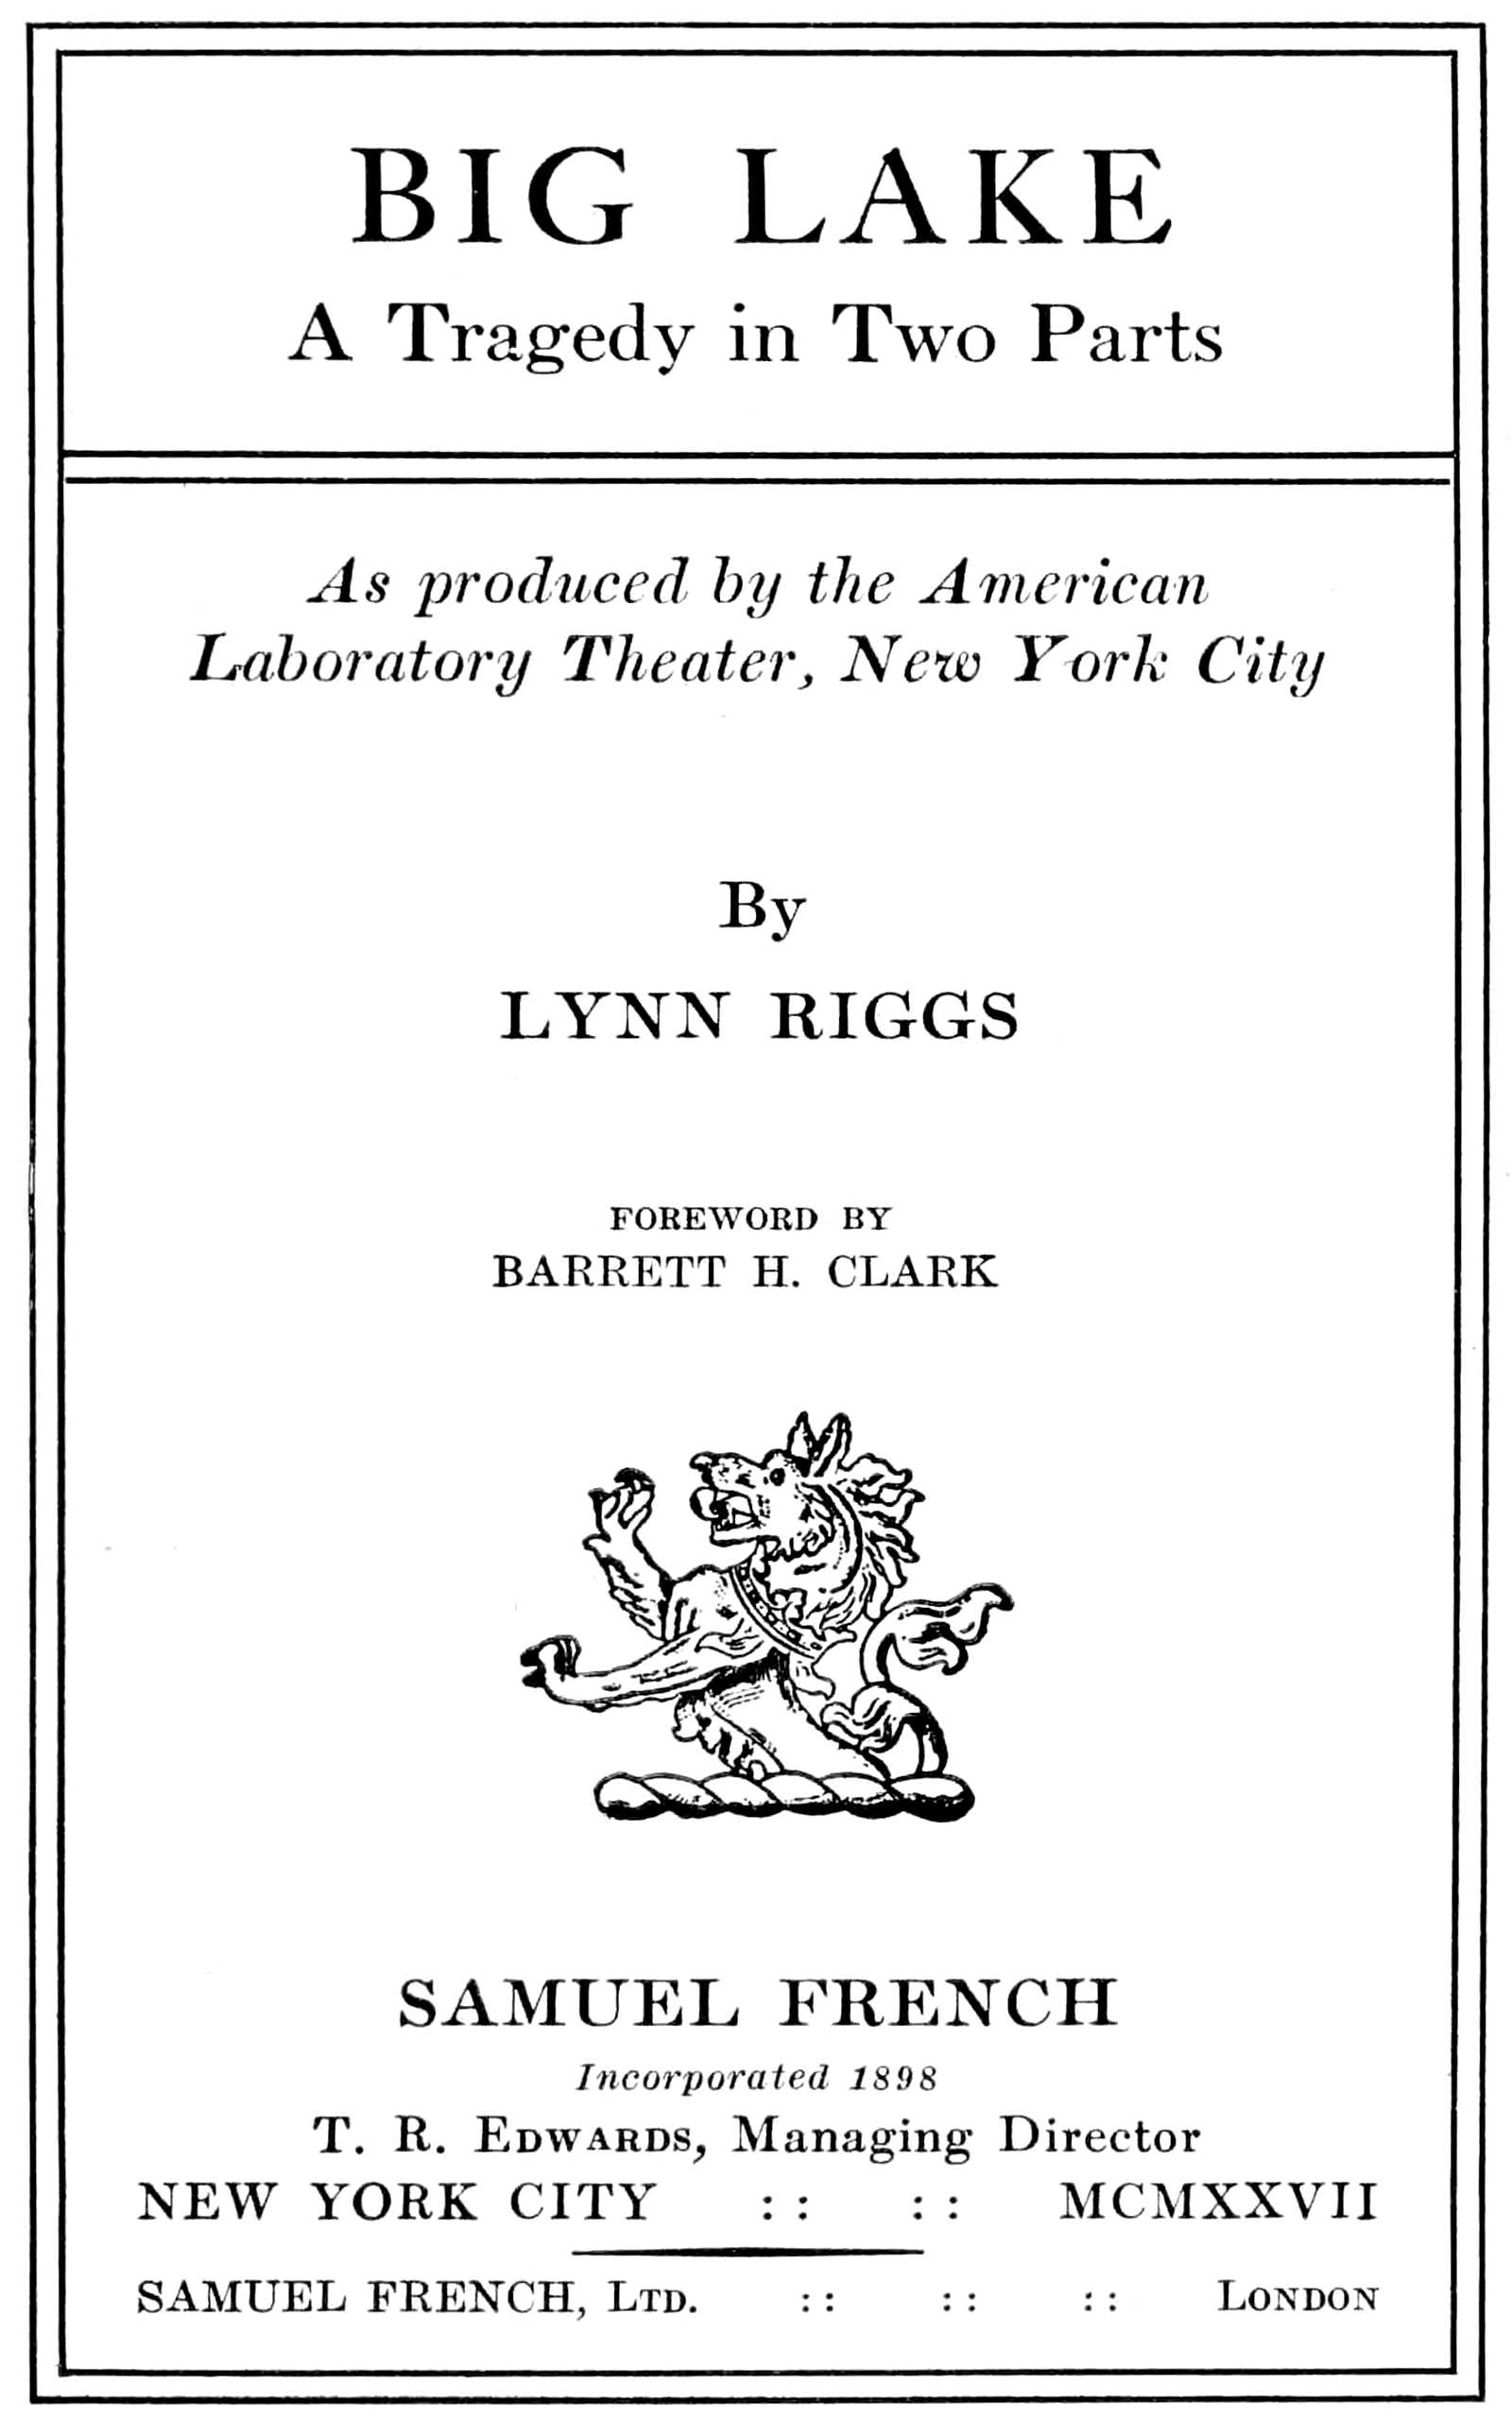 BIG LAKE
A Tragedy in Two Parts
As produced by the American
Laboratory Theater, New York City
By
LYNN RIGGS
FOREWORD BY
BARRETT H. CLARK
SAMUEL FRENCH
Incorporated 1898
T. R. EDWARDS, Managing Director
NEW YORK CITY :: :: MCMXXVII
SAMUEL FRENCH, LTD. :: :: :: LONDON